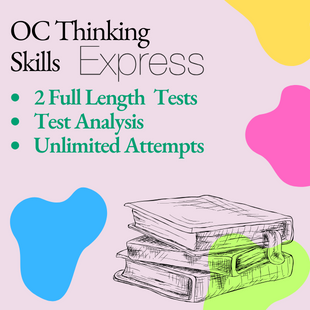 OC Thinking
Skills Express
2 Full Length Tests
Test Analysis
Unlimited Attempts